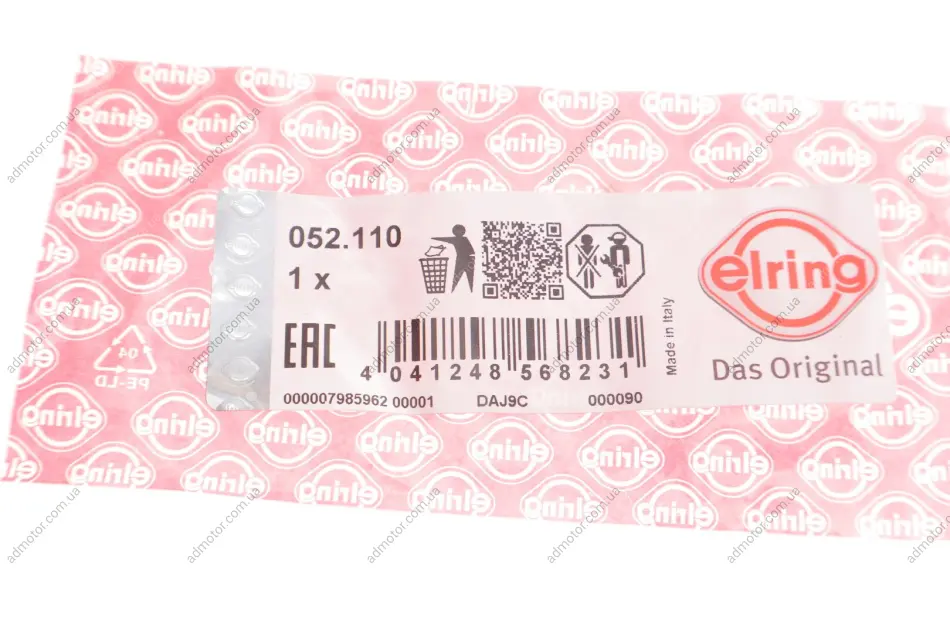 052.110
1 x
EAC
4 041248 568231
000007985962 00001 DAJ9C 000090
Made in Italy
elring
Das Original
04
PE-LD
admotor.com.ua